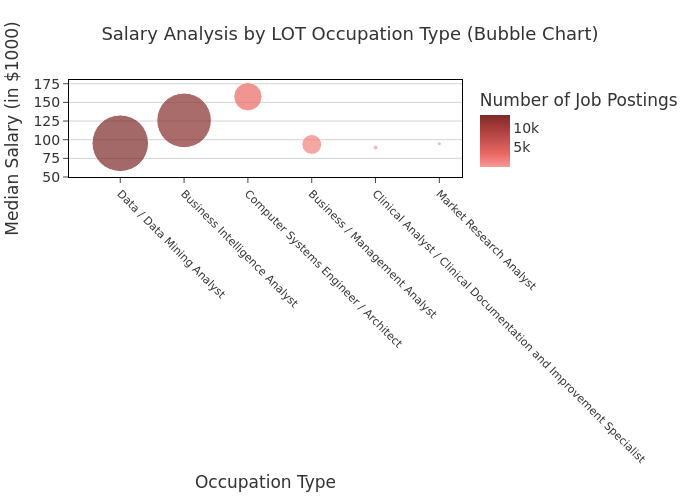 Salary Analysis by LOT Occupation Type (Bubble Chart)
Median Salary (in $1000)
175
150
125
100
75
50
Data / Data Mining Analyst
Business Intelligence Analyst
Computer Systems Engineer / Architect
Business / Management Analyst
Clinical Analyst / Clinical Documentation and Improvement Specialist
Market Research Analyst
Occupation Type
Number of Job Postings
10k
5k